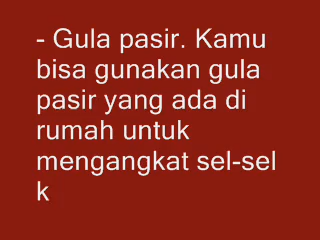 - Gula pasir. Kamu
bisa gunakan gula
pasir yang ada di
rumah untuk
mengangkat sel-sel
k